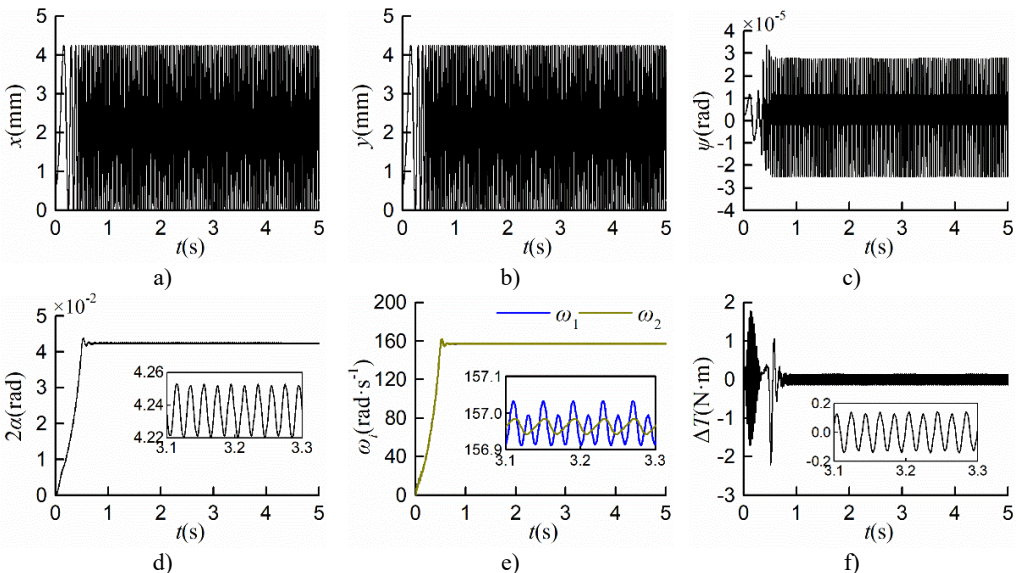 5
4
3
2
1
0
x(mm)
0 1 2 3 4 5
t(s)
a)
5
4
3
2
1
0
y(mm)
0 1 2 3 4 5
t(s)
b)
×10⁻⁵
4
3
2
1
0
-1
-2
-3
-4
ψ(rad)
0 1 2 3 4 5
t(s)
c)
×10⁻²
5
4
3
2
1
0
2α(rad)
4.26
4.24
4.22
3.1 3.2 3.3
0 1 2 3 4 5
t(s)
d)
200
160
120
80
40
0
ωᵢ(rad·s⁻¹)
ω₁ ω₂
157.1
157.0
156.9
3.1 3.2 3.3
0 1 2 3 4 5
t(s)
e)
2
1
0
-1
-2
-3
ΔT(N·m)
0.2
0.0
-0.2
3.1 3.2 3.3
0 1 2 3 4 5
t(s)
f)